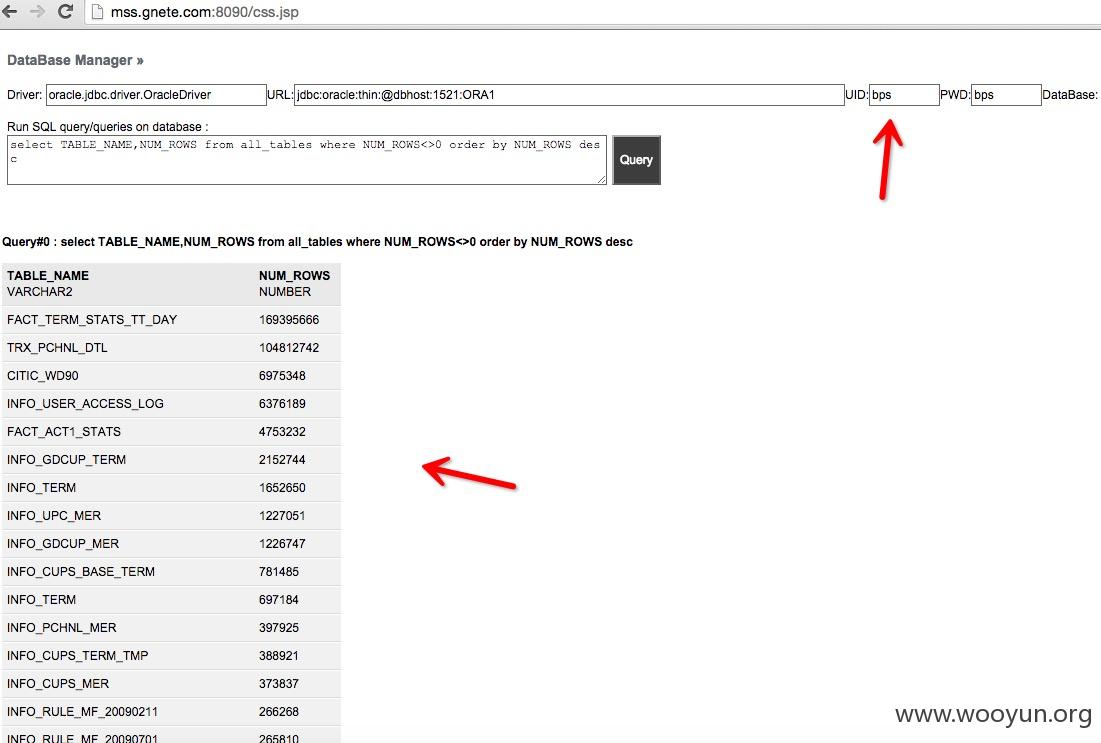 mss.gnete.com:8090/css.jsp
DataBase Manager »
Driver: oracle.jdbc.driver.OracleDriver URL: jdbc:oracle:thin:@dbhost:1521:ORA1 UID: bps PWD: bps DataBase:
Run SQL query/queries on database :
select TABLE_NAME,NUM_ROWS from all_tables where NUM_ROWS<>0 order by NUM_ROWS des
c
Query
Query#0 : select TABLE_NAME,NUM_ROWS from all_tables where NUM_ROWS<>0 order by NUM_ROWS desc
TABLE_NAME NUM_ROWS
VARCHAR2 NUMBER
FACT_TERM_STATS_TT_DAY 169395666
TRX_PCHNL_DTL 104812742
CITIC_WD90 6975348
INFO_USER_ACCESS_LOG 6376189
FACT_ACT1_STATS 4753232
INFO_GDCUP_TERM 2152744
INFO_TERM 1652650
INFO_UPC_MER 1227051
INFO_GDCUP_MER 1226747
INFO_CUPS_BASE_TERM 781485
INFO_TERM 697184
INFO_PCHNL_MER 397925
INFO_CUPS_TERM_TMP 388921
INFO_CUPS_MER 373837
INFO_RULE_MF_20090211 266268
INFO_RULE_MF_20090701 265810
www.wooyun.org